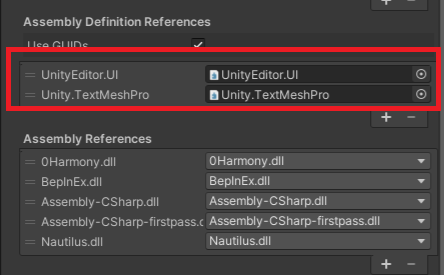 Assembly Definition References
Use GUIDs
UnityEditor.UI UnityEditor.UI
Unity.TextMeshPro Unity.TextMeshPro
Assembly References
0Harmony.dll 0Harmony.dll
BepInEx.dll BepInEx.dll
Assembly-CSharp.dll Assembly-CSharp.dll
Assembly-CSharp-firstpass.d Assembly-CSharp-firstpass.dll
Nautilus.dll Nautilus.dll